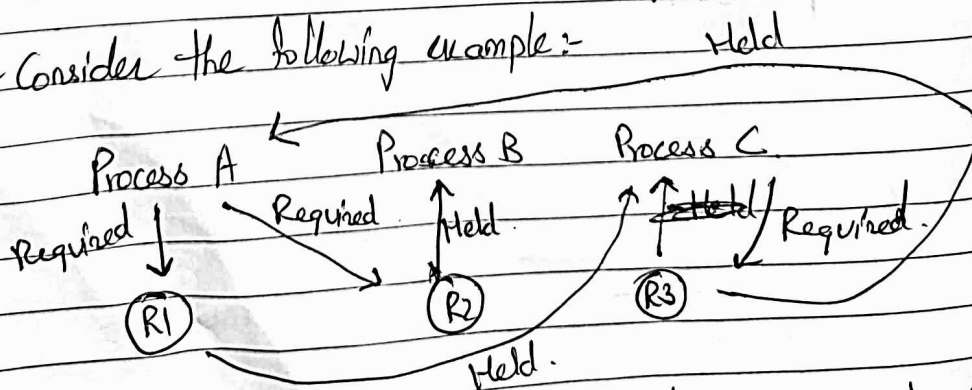 Consider the following example:- Held
Process A Process B Process C
Required Required Held Held Required.
R1 R2 R3
Held.